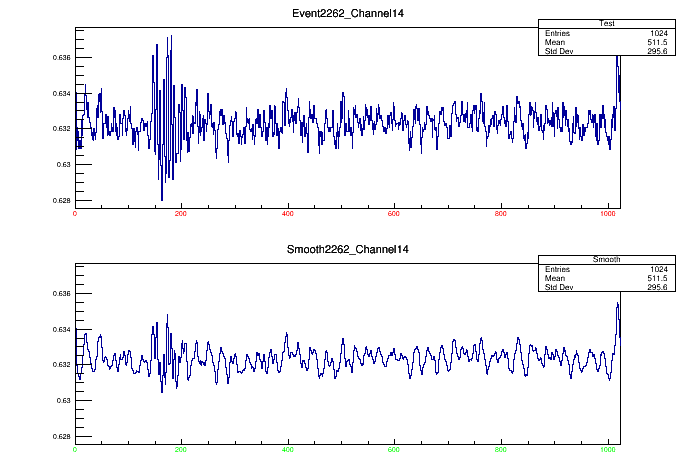 Event2262_Channel14
Test
Entries 1024
Mean 511.5
Std Dev 295.6
0.636
0.634
0.632
0.63
0.628
0 200 400 600 800 1000
Smooth2262_Channel14
Smooth
Entries 1024
Mean 511.5
Std Dev 295.6
0.636
0.634
0.632
0.63
0.628
0 200 400 600 800 1000